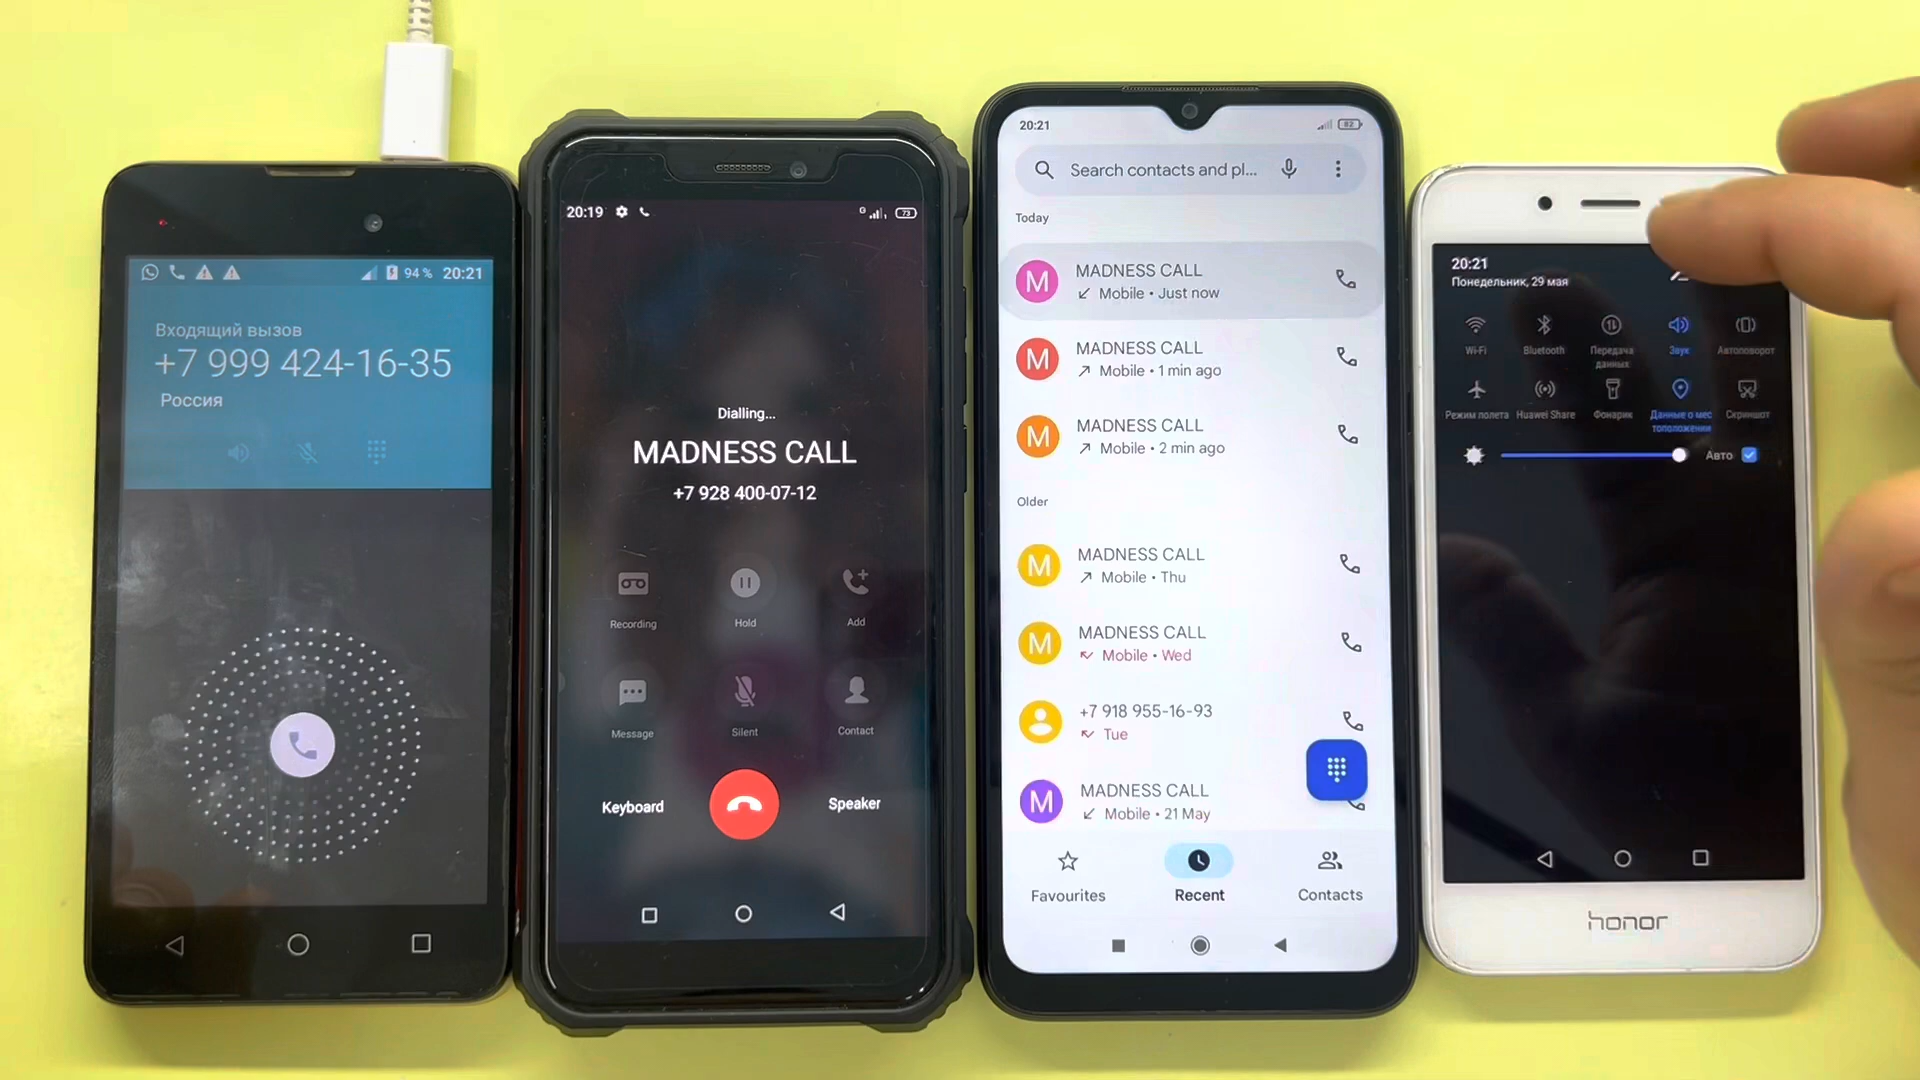 94 % 20:21
Входящий вызов
+7 999 424-16-35
Россия
20:19
G
73
Dialling...
MADNESS CALL
+7 928 400-07-12
Recording
Hold
Add
Message
Silent
Contact
Keyboard
Speaker
20:21
82
Search contacts and pl...
Today
M
MADNESS CALL
Mobile • Just now
M
MADNESS CALL
Mobile • 1 min ago
M
MADNESS CALL
Mobile • 2 min ago
Older
M
MADNESS CALL
Mobile • Thu
M
MADNESS CALL
Mobile • Wed
+7 918 955-16-93
Tue
M
MADNESS CALL
Mobile • 21 May
Favourites
Recent
Contacts
20:21
Понедельник, 29 мая
Wi-Fi
Bluetooth
Передача
данных
Звук
Автоповорот
Режим полета
Huawei Share
Фонарик
Данные о мес
тоположении
Скриншот
Авто
honor